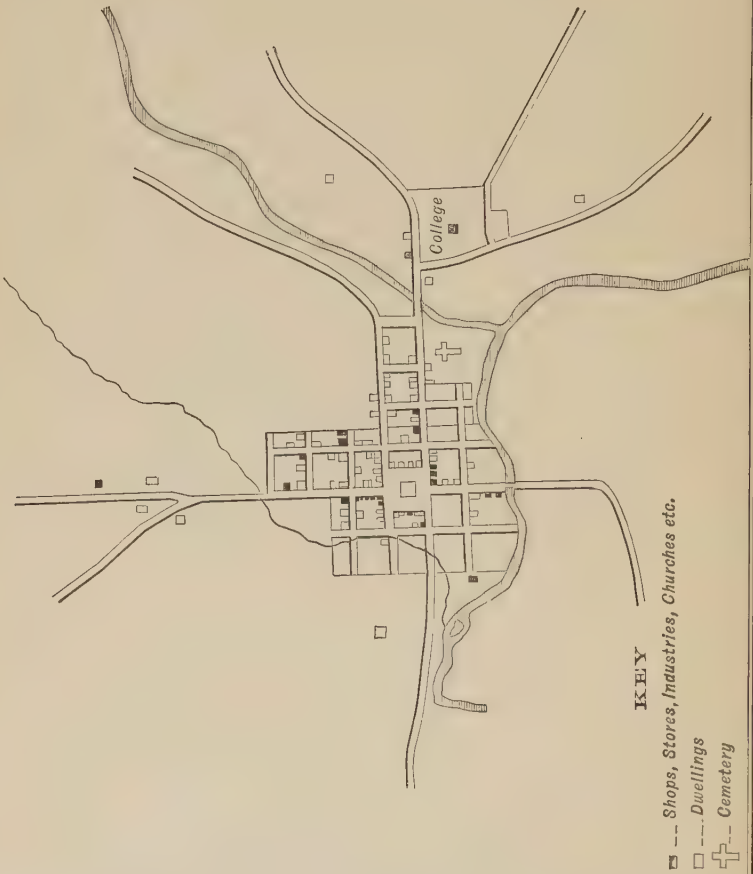 College
KEY
-- Shops, Stores, Industries, Churches etc.
--- Dwellings
-- Cemetery